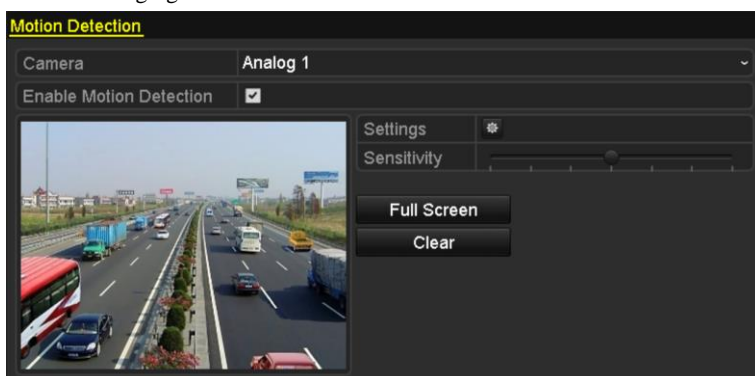 Motion Detection
Camera Analog 1
Enable Motion Detection
Settings
Sensitivity
Full Screen
Clear